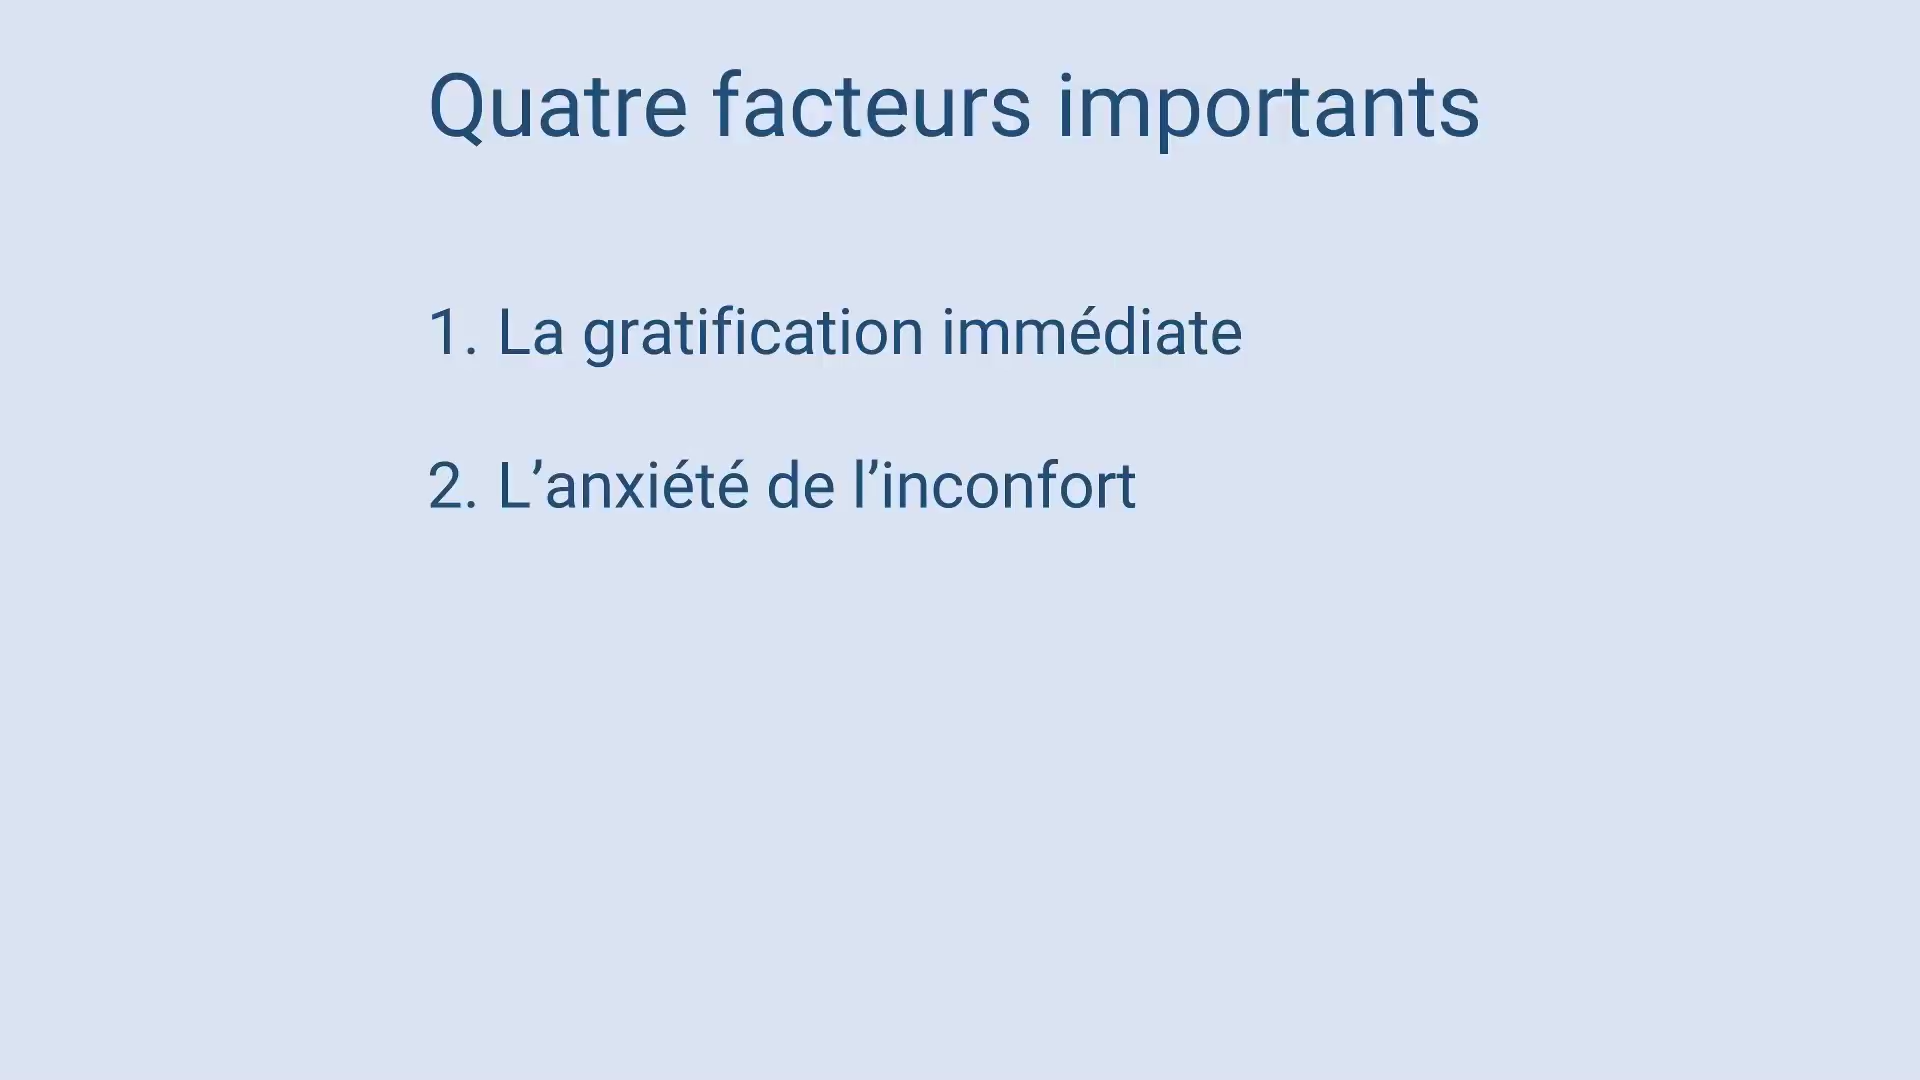 Quatre facteurs importants
1. La gratification immédiate
2. L’anxiété de l’inconfort